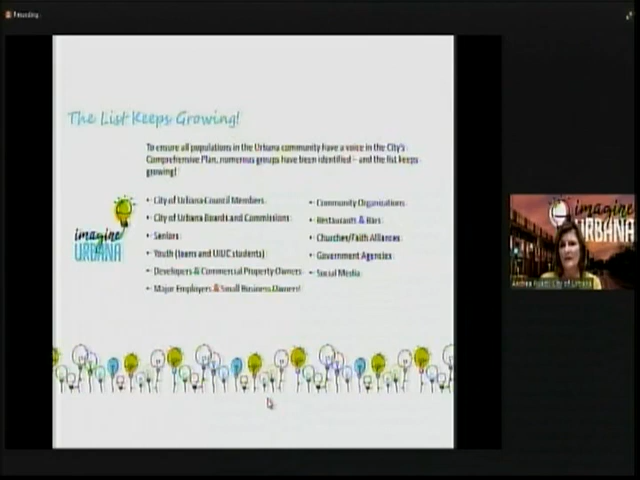 Recording
The List Keeps Growing!
To ensure all populations in the Urbana community have a voice in the City's
Comprehensive Plan, numerous groups have been identified – and the list keeps
growing!
imagine
URBANA
• City of Urbana Council Members
• City of Urbana Boards and Commissions
• Seniors
• Youth (teens and UIUC students)
• Developers & Commercial Property Owners
• Major Employers & Small Business Owners!
• Community Organizations
• Restaurants & Bars
• Churches/Faith Alliances
• Government Agencies
• Social Media
imagine
URBANA
City of Urbana